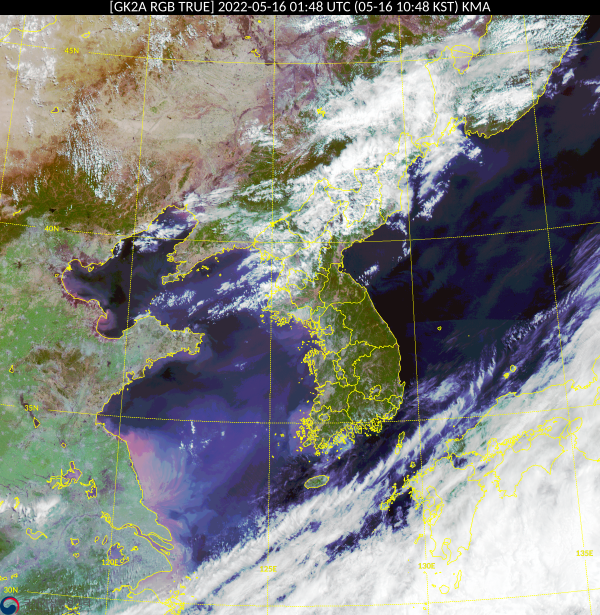 [GK2A RGB TRUE] 2022-05-16 01:48 UTC (05-16 10:48 KST) KMA
45N
40N
35N
120E
125E
130E
135E
30N